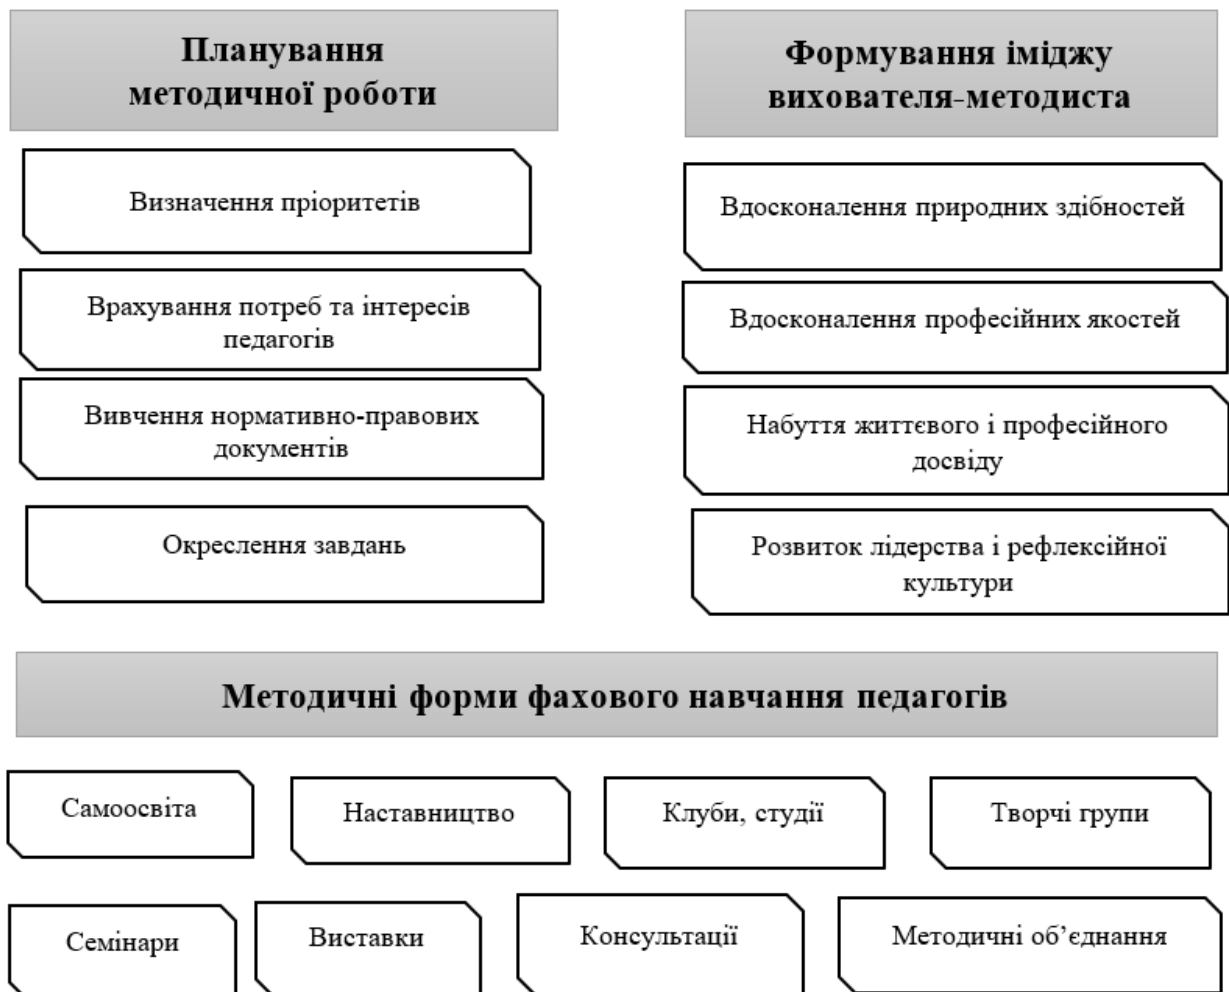 Планування
методичної роботи
Визначення пріоритетів
Врахування потреб та інтересів
педагогів
Вивчення нормативно-правових
документів
Окреслення завдань
Формування іміджу
вихователя-методиста
Вдосконалення природних здібностей
Вдосконалення професійних якостей
Набуття життєвого і професійного
досвіду
Розвиток лідерства і рефлексійної
культури
Методичні форми фахового навчання педагогів
Самоосвіта
Наставництво
Клуби, студії
Творчі групи
Семінари
Виставки
Консультації
Методичні об’єднання